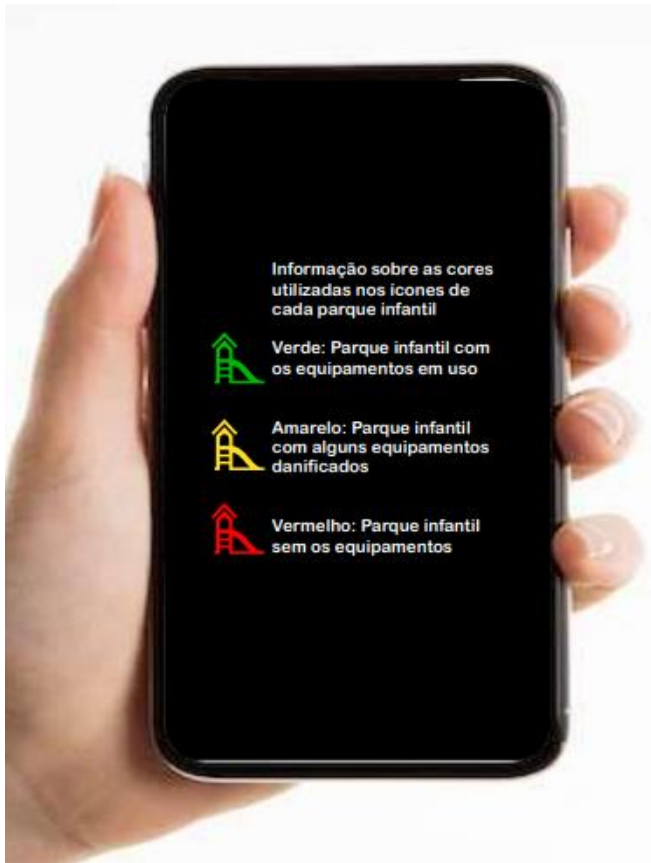 Informação sobre as cores
utilizadas nos ícones de
cada parque infantil
Verde: Parque infantil com
os equipamentos em uso
Amarelo: Parque infantil
com alguns equipamentos
danificados
Vermelho: Parque infantil
sem os equipamentos